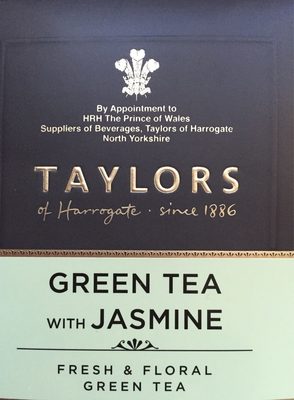 By Appointment to
HRH The Prince of Wales
Suppliers of Beverages, Taylors of Harrogate
North Yorkshire
TAYLORS
of Harrogate · since 1886
GREEN TEA
WITH JASMINE
FRESH & FLORAL
GREEN TEA